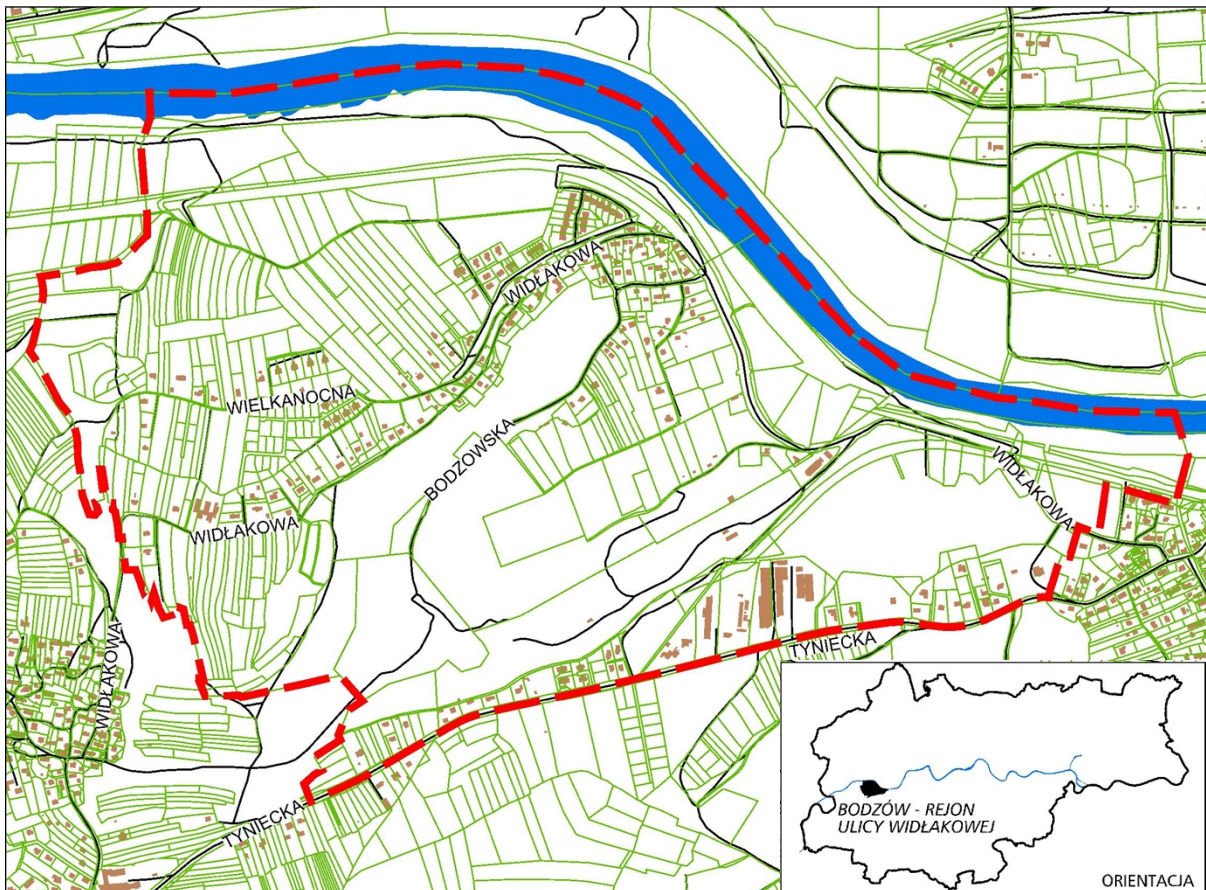 WIDŁAKOWA
WIELKANOCNA
BODZOWSKA
WIDŁAKOWA
WIDŁAKOWA
WIDŁAKOWA
TYNIECKA
TYNIECKA
BODZÓW - REJON
ULICY WIDŁAKOWEJ
ORIENTACJA